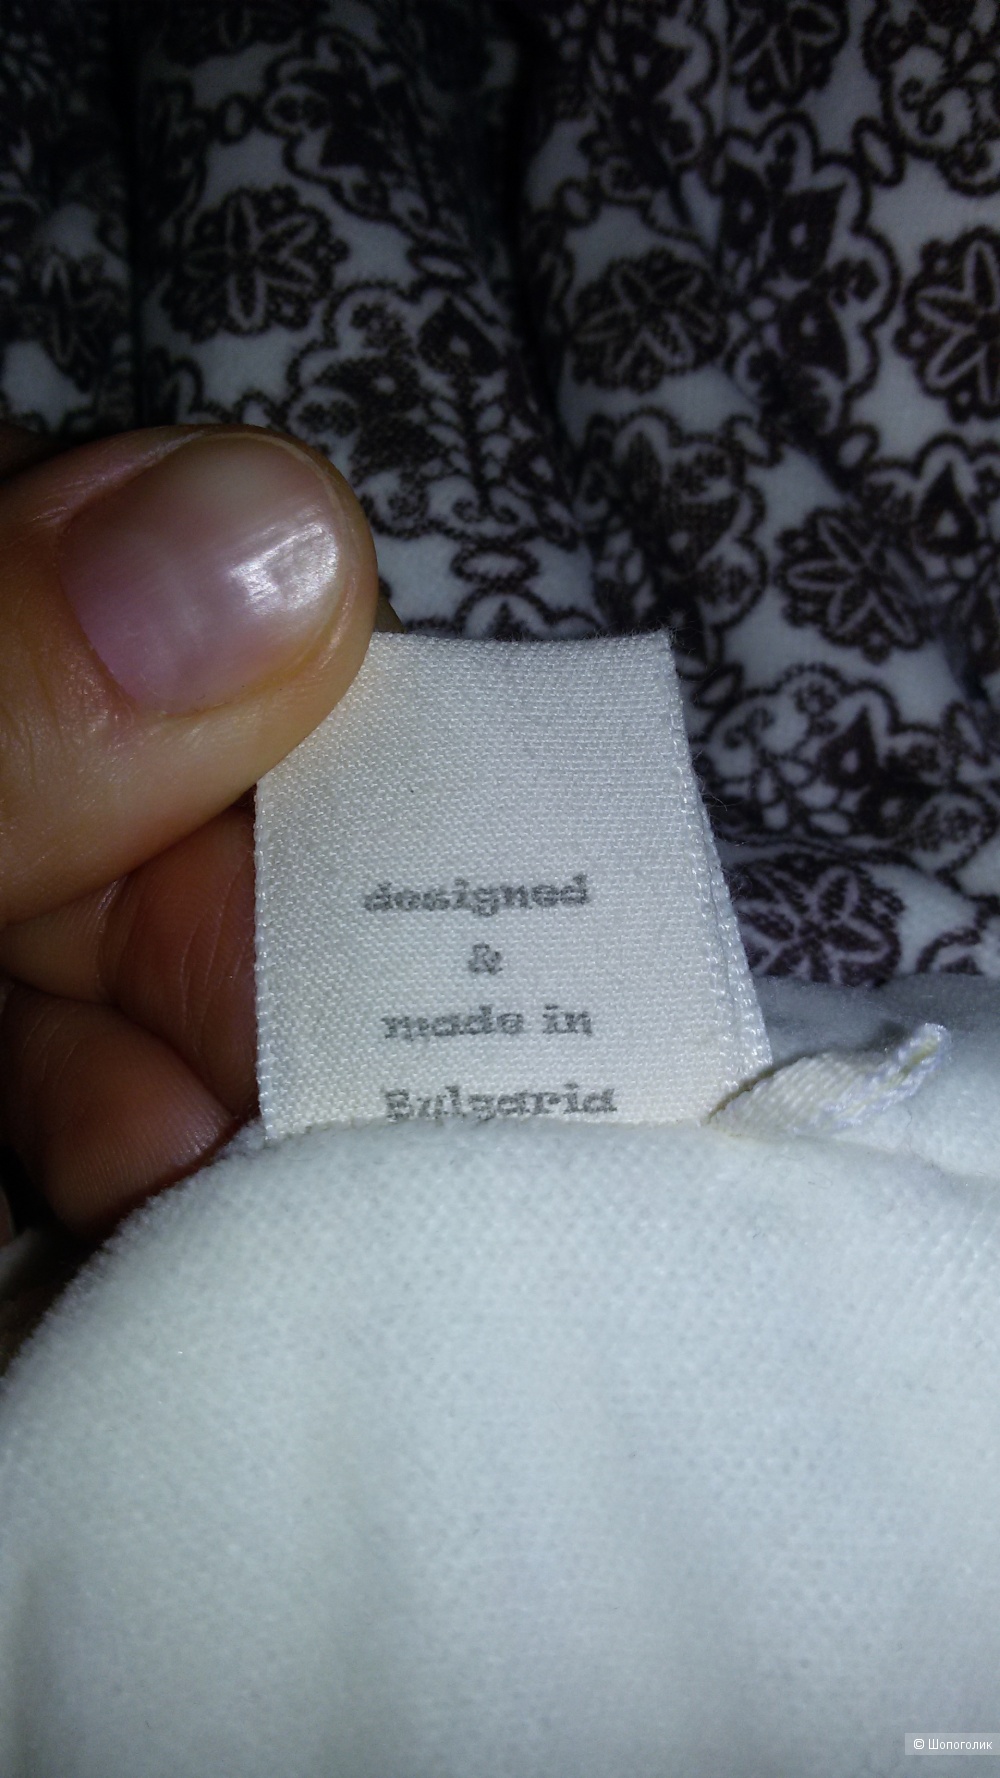 designed
&
made in
Bulgaria
© Шопоголик